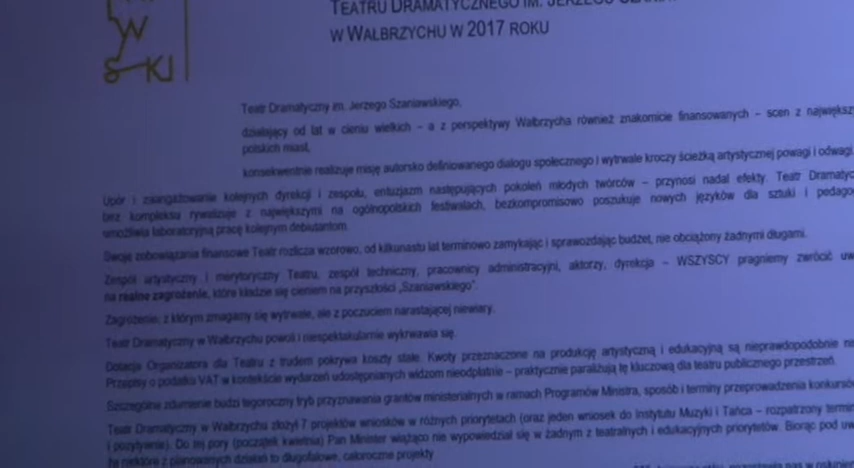 W
S KI
TEATRU DRAMATYCZNEGO IM. JERZEGO
W WAŁBRZYCHU W 2017 ROKU
Teatr Dramatyczny im. Jerzego Szaniawskiego,
działający od lat w cieniu wielkich – a z perspektywy Wałbrzycha również znakomicie finansowanych – scen z największ
polskich miast,
konsekwentnie realizuje misję autorsko definiowanego dialogu społecznego i wytrwale kroczy ścieżką artystycznej powagi i odwagi.
Upór i zaangażowanie kolejnych dyrekcji i zespołu, entuzjazm następujących pokoleń młodych twórców – przynosi nadal efekty. Teatr Dramatyc
bez kompleksu rywalizuje z największymi na ogólnopolskich festiwalach, bezkompromisowo poszukuje nowych języków dla sztuki i pedago
umożliwia laboratoryjną pracę kolejnym debiutantom.
Swoje zobowiązania finansowe Teatr rozlicza wzorowo, od kilkunastu lat terminowo zamykając i sprawozdając budżet, nie obciążony żadnymi długami.
Zespół artystyczny i merytoryczny Teatru, zespół techniczny, pracownicy administracyjni, aktorzy, dyrekcja – WSZYSCY pragniemy zwrócić uw
na realne zagrożenie, które kładzie się cieniem na przyszłości „Szaniawskiego”.
Zagrożenie, z którym zmagamy się wytrwale, ale z poczuciem narastającej niewiary.
Teatr Dramatyczny w Wałbrzychu powoli i niespektakularnie wykrwawia się.
Dotacja Organizatora dla Teatru z trudem pokrywa koszty stałe. Kwoty przeznaczone na produkcję artystyczną i edukacyjną są nieprawdopodobnie
Przepisy o podatku VAT w kontekście wydarzeń udostępnianych widzom nieodpłatnie – praktycznie paraliżują tę kluczową dla teatru publicznego przestrzeń.
Szczególne zdumienie budzi tegoroczny tryb przyznawania grantów ministerialnych w ramach Programów Ministra, sposób i terminy przeprowadzenia konkursó
Teatr Dramatyczny w Wałbrzychu złożył 7 projektów wniosków w różnych priorytetach (oraz jeden wniosek do Instytutu Muzyki i Tańca – rozpatrzony termin
i pozytywnie). Do tej pory (początek kwietnia) Pan Minister wiążąco nie wypowiedział się w żadnym z teatralnych i edukacyjnych priorytetów. Biorąc pod uw
że niektóre z planowanych działań to długofalowe, całoroczne projekty